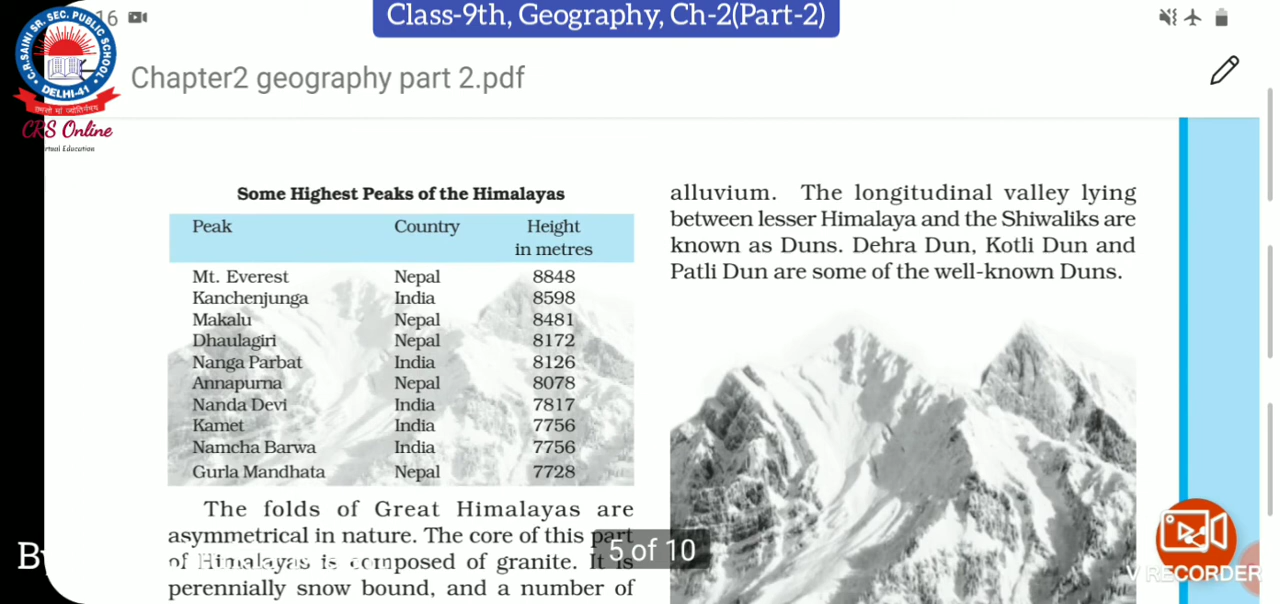 Class-9th, Geography, Ch-2(Part-2)
16
C.R.SAINI SR. SEC. PUBLIC SCHOOL
DELHI-41
CRS Online
rtual Education
Chapter2 geography part 2.pdf
Some Highest Peaks of the Himalayas
Peak Country Height
in metres
Mt. Everest Nepal 8848
Kanchenjunga India 8598
Makalu Nepal 8481
Dhaulagiri Nepal 8172
Nanga Parbat India 8126
Annapurna Nepal 8078
Nanda Devi India 7817
Kamet India 7756
Namcha Barwa India 7756
Gurla Mandhata Nepal 7728
The folds of Great Himalayas are
asymmetrical in nature. The core of this part
of Himalayas is composed of granite. It is
perennially snow bound, and a number of
alluvium. The longitudinal valley lying
between lesser Himalaya and the Shiwaliks are
known as Duns. Dehra Dun, Kotli Dun and
Patli Dun are some of the well-known Duns.
5 of 10
V RECORDER